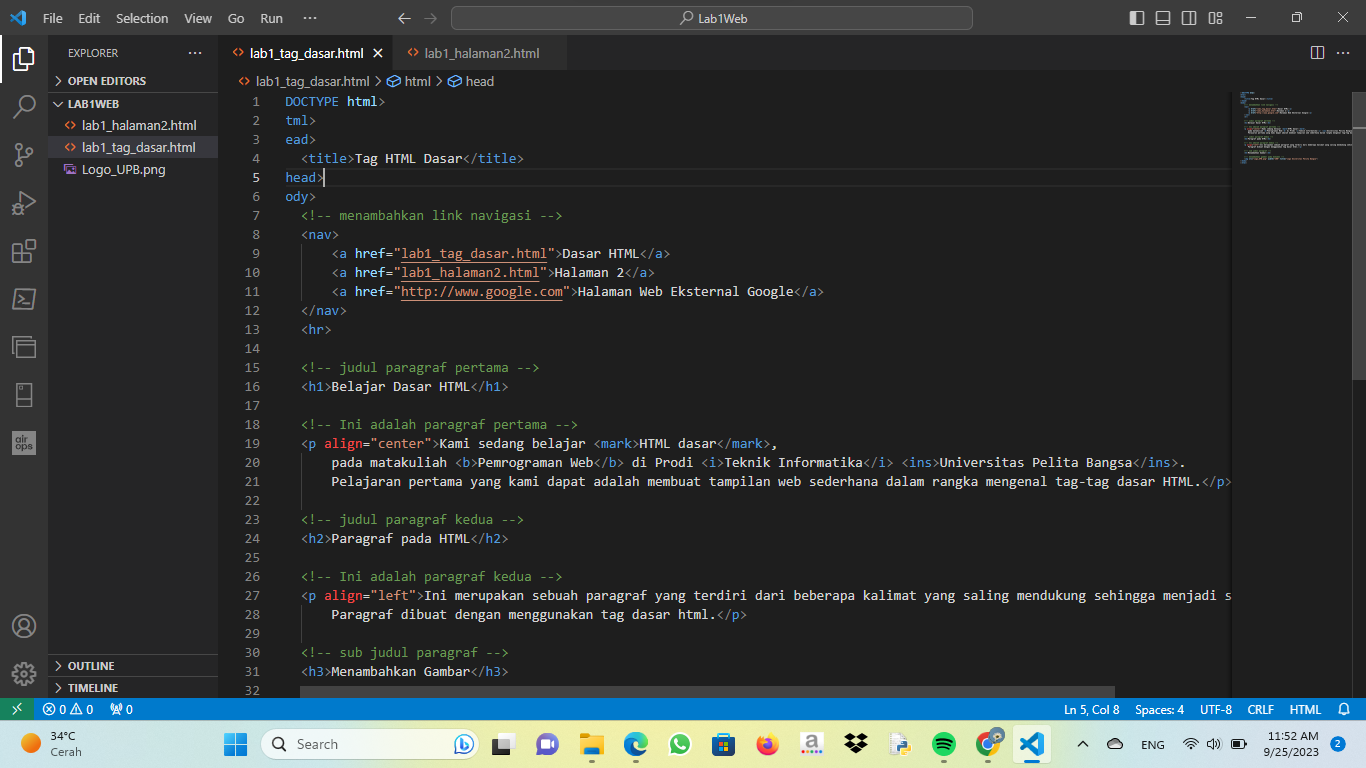 File Edit Selection View Go Run ··· Lab1Web
EXPLORER ···
OPEN EDITORS
LAB1WEB
lab1_halaman2.html
lab1_tag_dasar.html
Logo_UPB.png
OUTLINE
TIMELINE
air ops
lab1_tag_dasar.html lab1_halaman2.html
lab1_tag_dasar.html > html > head
1 DOCTYPE html>
2 tml>
3 ead>
4 <title>Tag HTML Dasar</title>
5 head>
6 ody>
7 <!-- menambahkan link navigasi -->
8 <nav>
9 <a href="lab1_tag_dasar.html">Dasar HTML</a>
10 <a href="lab1_halaman2.html">Halaman 2</a>
11 <a href="http://www.google.com">Halaman Web Eksternal Google</a>
12 </nav>
13 <hr>
14
15 <!-- judul paragraf pertama -->
16 <h1>Belajar Dasar HTML</h1>
17
18 <!-- Ini adalah paragraf pertama -->
19 <p align="center">Kami sedang belajar <mark>HTML dasar</mark>,
20 pada matakuliah <b>Pemrograman Web</b> di Prodi <i>Teknik Informatika</i> <ins>Universitas Pelita Bangsa</ins>.
21 Pelajaran pertama yang kami dapat adalah membuat tampilan web sederhana dalam rangka mengenal tag-tag dasar HTML.</p>
22
23 <!-- judul paragraf kedua -->
24 <h2>Paragraf pada HTML</h2>
25
26 <!-- Ini adalah paragraf kedua -->
27 <p align="left">Ini merupakan sebuah paragraf yang terdiri dari beberapa kalimat yang saling mendukung sehingga menjadi s
28 Paragraf dibuat dengan menggunakan tag dasar html.</p>
29
30 <!-- sub judul paragraf -->
31 <h3>Menambahkan Gambar</h3>
32
0 0 0 Ln 5, Col 8 Spaces: 4 UTF-8 CRLF HTML
34°C
Cerah
Search
ENG
11:52 AM
9/25/2023
2